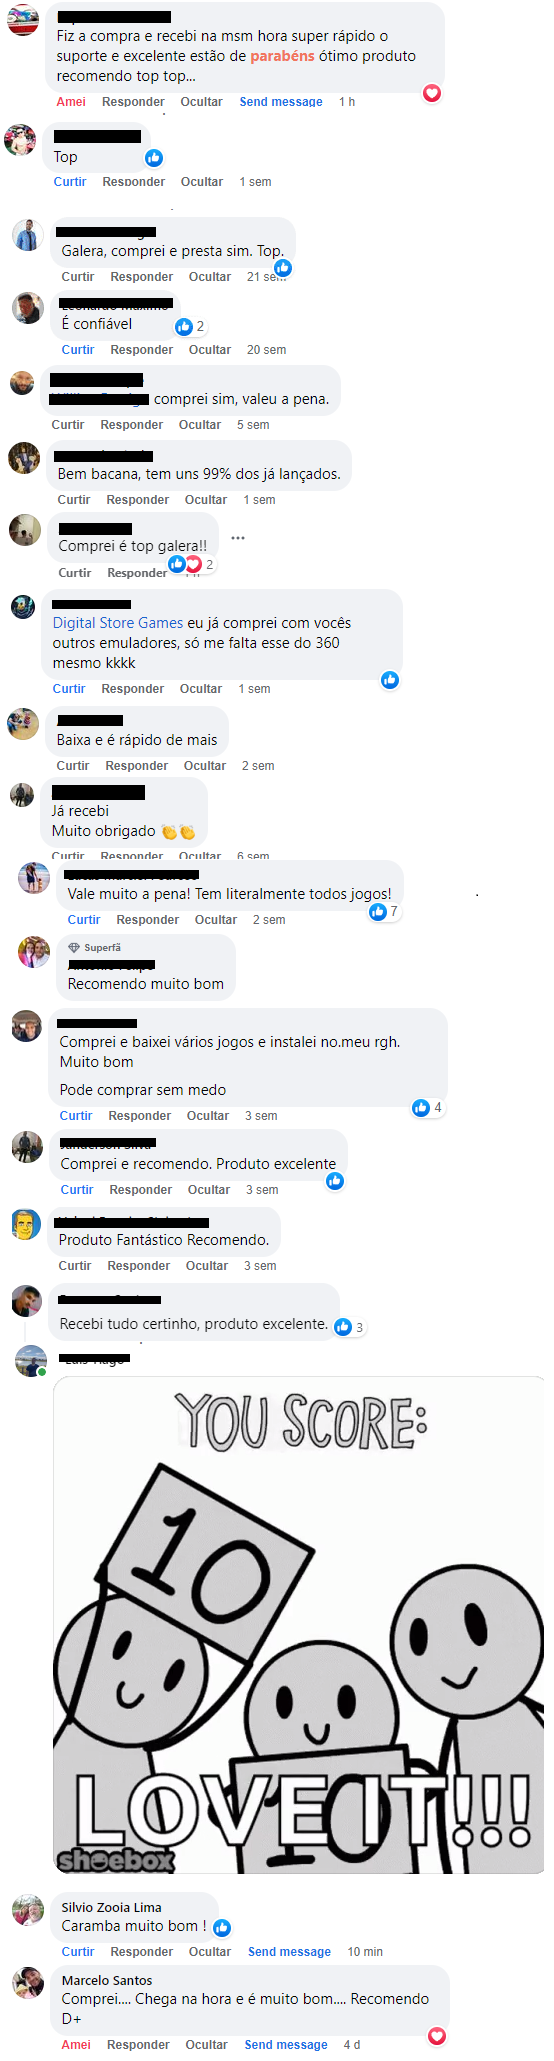 Fiz a compra e recebi na msm hora super rápido o
suporte e excelente estão de parabéns ótimo produto
recomendo top top...
Amei Responder Ocultar Send message 1 h
Top
Curtir Responder Ocultar 1 sem
Galera, comprei e presta sim. Top.
Curtir Responder Ocultar 21 sem
É confiável
2
Curtir Responder Ocultar 20 sem
comprei sim, valeu a pena.
Curtir Responder Ocultar 5 sem
Bem bacana, tem uns 99% dos já lançados.
Curtir Responder Ocultar 1 sem
Comprei é top galera!!
2
Curtir Responder
Digital Store Games eu já comprei com vocês
outros emuladores, só me falta esse do 360
mesmo kkkk
Curtir Responder Ocultar 1 sem
Baixa e é rápido de mais
Curtir Responder Ocultar 2 sem
Já recebi
Muito obrigado 👏👏
Curtir Responder Ocultar 6 sem
Vale muito a pena! Tem literalmente todos jogos!
7
Curtir Responder Ocultar 2 sem
Superfã
Recomendo muito bom
Comprei e baixei vários jogos e instalei no.meu rgh.
Muito bom
Pode comprar sem medo
4
Curtir Responder Ocultar 3 sem
Comprei e recomendo. Produto excelente
Curtir Responder Ocultar 3 sem
Produto Fantástico Recomendo.
Curtir Responder Ocultar 3 sem
Recebi tudo certinho, produto excelente.
3
YOU SCORE:
10
10
LOVE IT!!!
shoebox
Silvio Zooia Lima
Caramba muito bom !
Curtir Responder Ocultar Send message 10 min
Marcelo Santos
Comprei.... Chega na hora e é muito bom.... Recomendo
D+
Amei Responder Ocultar Send message 4 d